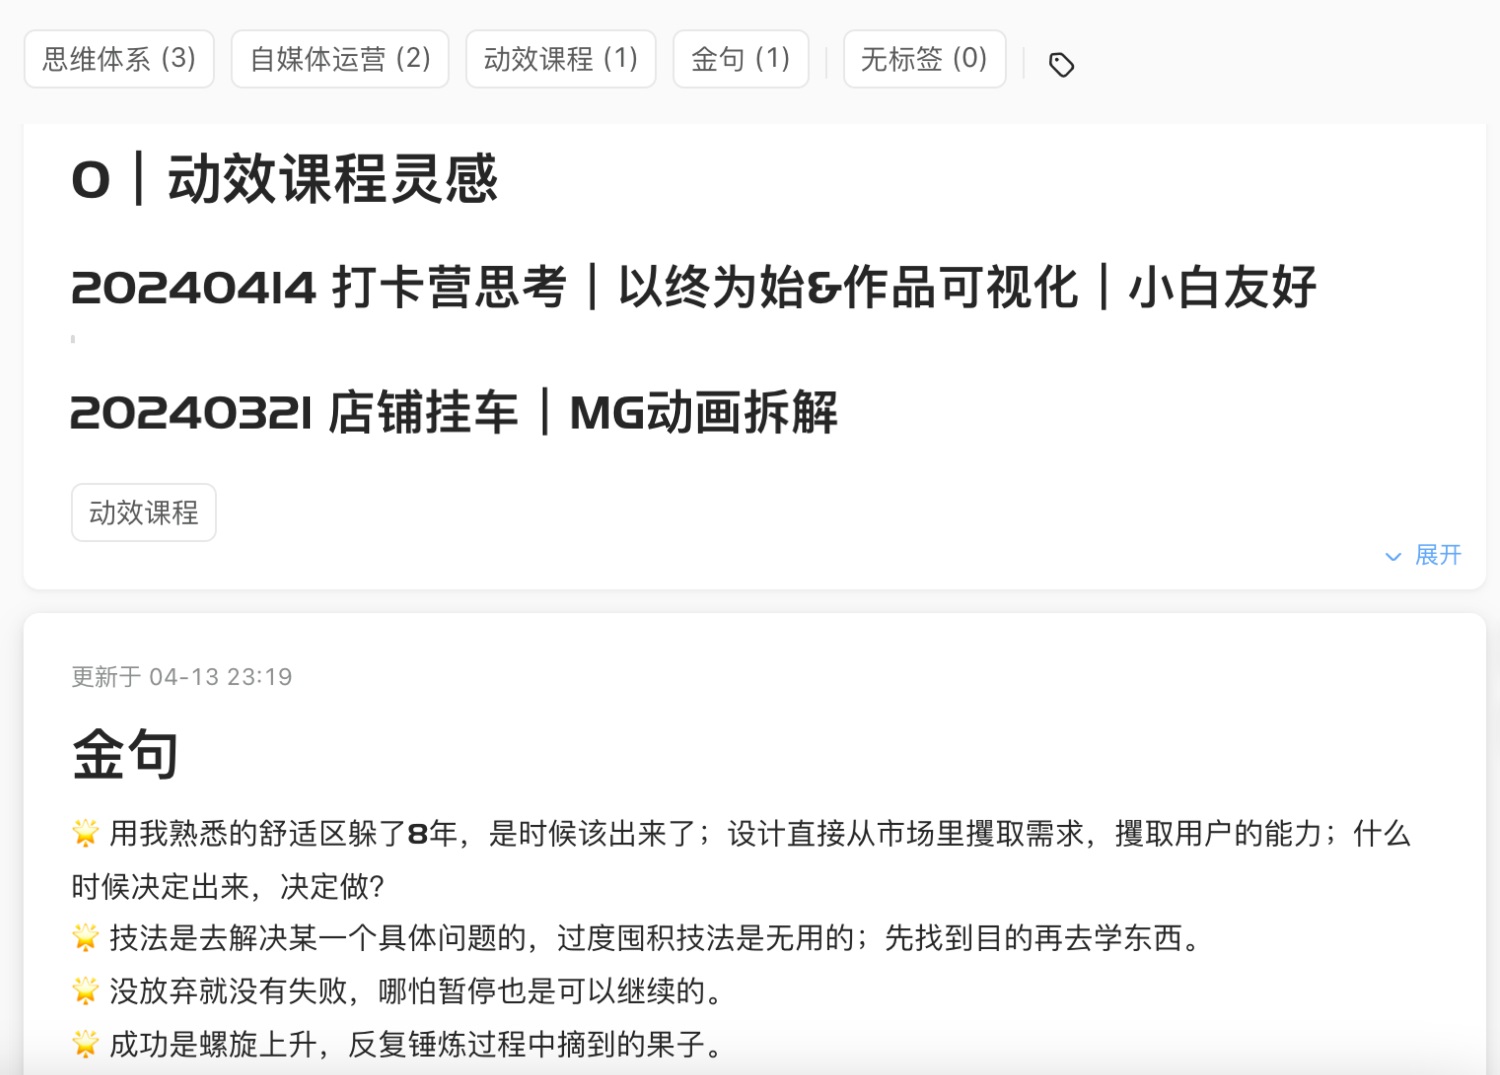 思维体系 (3) 自媒体运营 (2) 动效课程 (1) 金句 (1) 无标签 (0)
0｜动效课程灵感
20240414 打卡营思考｜以终为始&作品可视化｜小白友好
20240321 店铺挂车｜MG动画拆解
动效课程
展开
更新于 04-13 23:19
金句
🌟 用我熟悉的舒适区躲了8年，是时候该出来了；设计直接从市场里攫取需求，攫取用户的能力；什么
时候决定出来，决定做?
🌟 技法是去解决某一个具体问题的，过度囤积技法是无用的；先找到目的再去学东西。
🌟 没放弃就没有失败，哪怕暂停也是可以继续的。
🌟 成功是螺旋上升，反复锤炼过程中摘到的果子。